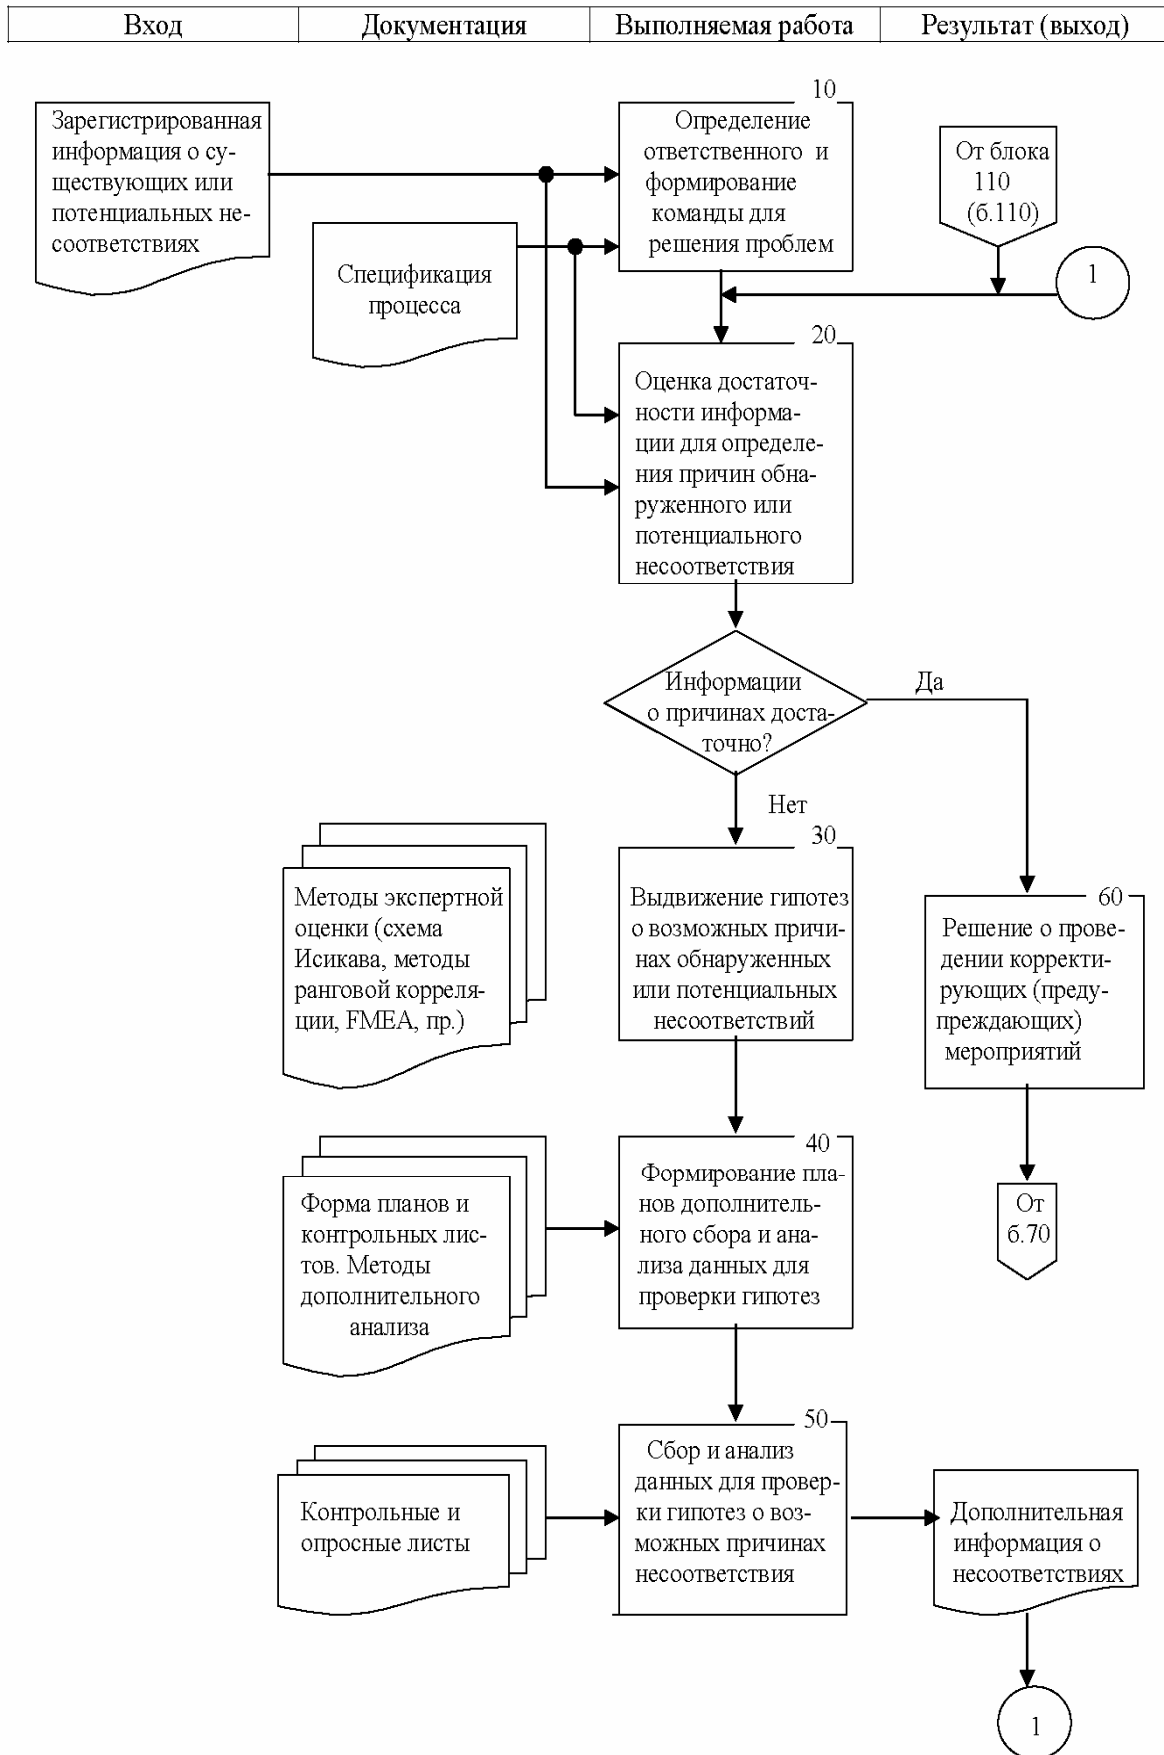 Вход
Документация
Выполняемая работа
Результат (выход)
Зарегистрированная
информация о су-
ществующих или
потенциальных не-
соответствиях
Спецификация
процесса
10
Определение
ответственного и
формирование
команды для
решения проблем
От блока
110
(б.110)
1
20
Оценка достаточ-
ности информа-
ции для определе-
ния причин обна-
руженного или
потенциального
несоответствия
Информации
о причинах доста-
точно?
Да
Нет
Методы экспертной
оценки (схема
Исикава, методы
ранговой корреля-
ции, FMEA, пр.)
30
Выдвижение гипотез
о возможных причи-
нах обнаруженных
или потенциальных
несоответствий
60
Решение о прове-
дении корректи-
рующих (преду-
преждающих)
мероприятий
Форма планов и
контрольных лис-
тов. Методы
дополнительного
анализа
40
Формирование пла-
нов дополнитель-
ного сбора и ана-
лиза данных для
проверки гипотез
От
б.70
Контрольные и
опросные листы
50
Сбор и анализ
данных для провер-
ки гипотез о воз-
можных причинах
несоответствия
Дополнительная
информация о
несоответствиях
1